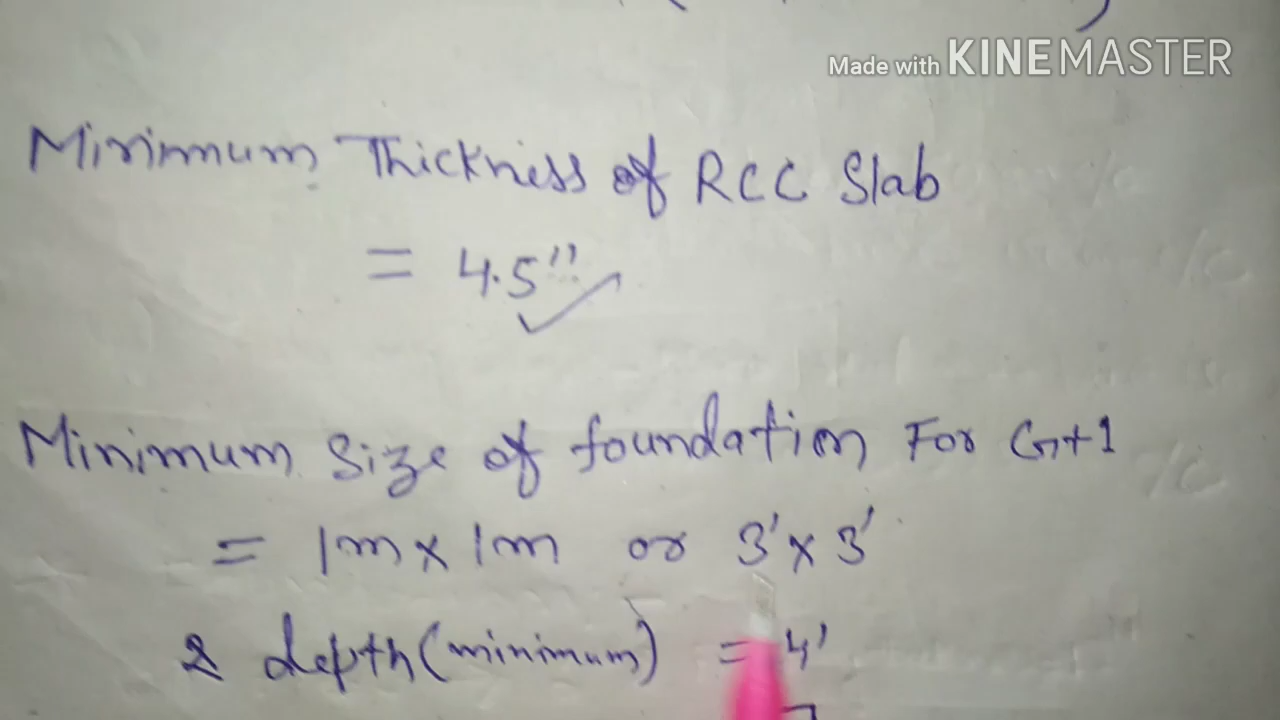 Made with KINEMASTER
Minimum Thickness of RCC Slab
= 4.5"
Minimum Size of foundation For G+1
= 1m x 1m or 3' x 3'
& depth (minimum) = 4'